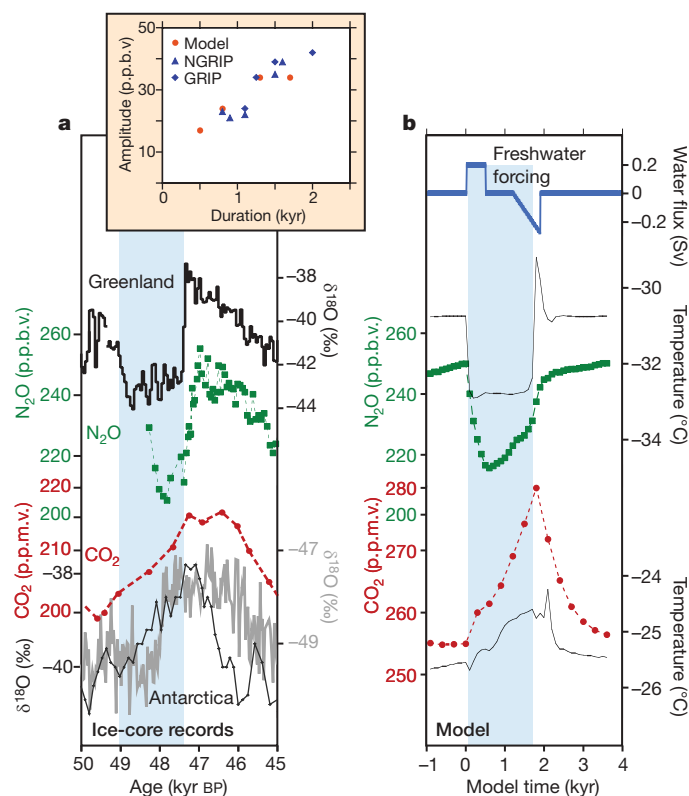 50
40
30
20
10
Amplitude (p.p.b.v)
Model
NGRIP
GRIP
0
1
2
Duration (kyr)
a
Greenland
−38
−40
−42
−44
δ18O (‰)
260
240
220
200
N2O (p.p.b.v.)
N2O
220
210
200
CO2 (p.p.m.v.)
CO2
−38
−40
δ18O (‰)
−47
−49
δ18O (‰)
Antarctica
Ice-core records
50 49 48 47 46 45
Age (kyr BP)
b
Freshwater
forcing
0.2
0
−0.2
Water flux (Sv)
−30
−32
−34
Temperature (°C)
260
240
220
200
N2O (p.p.b.v.)
280
270
260
250
CO2 (p.p.m.v.)
−24
−25
−26
Temperature (°C)
Model
−1 0 1 2 3 4
Model time (kyr)